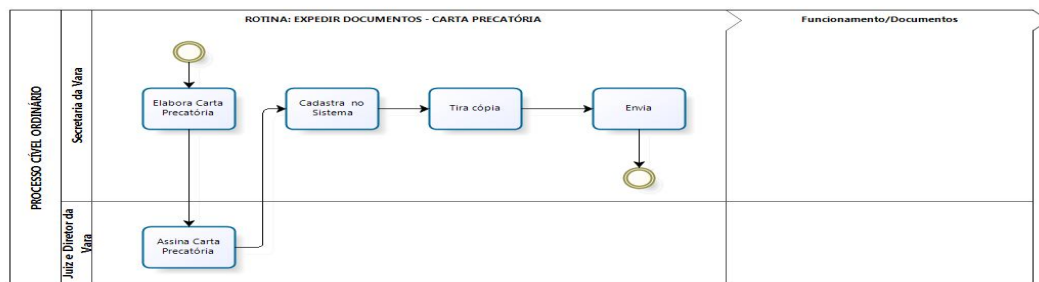 ROTINA: EXPEDIR DOCUMENTOS - CARTA PRECATÓRIA
Funcionamento/Documentos
PROCESSO CÍVEL ORDINÁRIO
Secretaria da Vara
Elabora Carta
Precatória
Cadastra no
Sistema
Tira cópia
Envia
Juiz e Diretor da
Vara
Assina Carta
Precatória